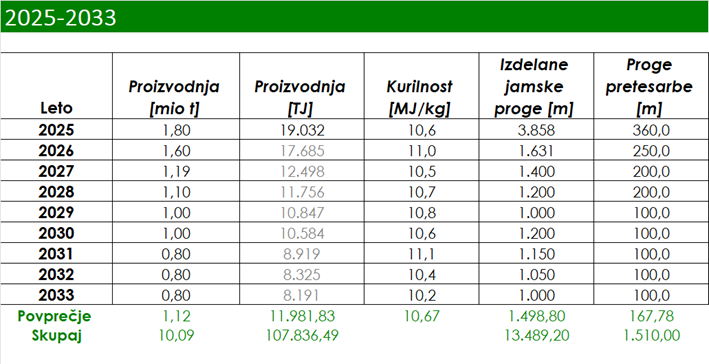 2025-2033
Leto Proizvodnja [mio t] Proizvodnja [TJ] Kurilnost [MJ/kg] Izdelane jamske proge [m] Proge pretesarbe [m]
2025 1,80 19.032 10,6 3.858 360,0
2026 1,60 17.685 11,0 1.631 250,0
2027 1,19 12.498 10,5 1.400 200,0
2028 1,10 11.756 10,7 1.200 200,0
2029 1,00 10.847 10,8 1.000 100,0
2030 1,00 10.584 10,6 1.200 100,0
2031 0,80 8.919 11,1 1.150 100,0
2032 0,80 8.325 10,4 1.050 100,0
2033 0,80 8.191 10,2 1.000 100,0
Povprečje 1,12 11.981,83 10,67 1.498,80 167,78
Skupaj 10,09 107.836,49 13.489,20 1.510,00